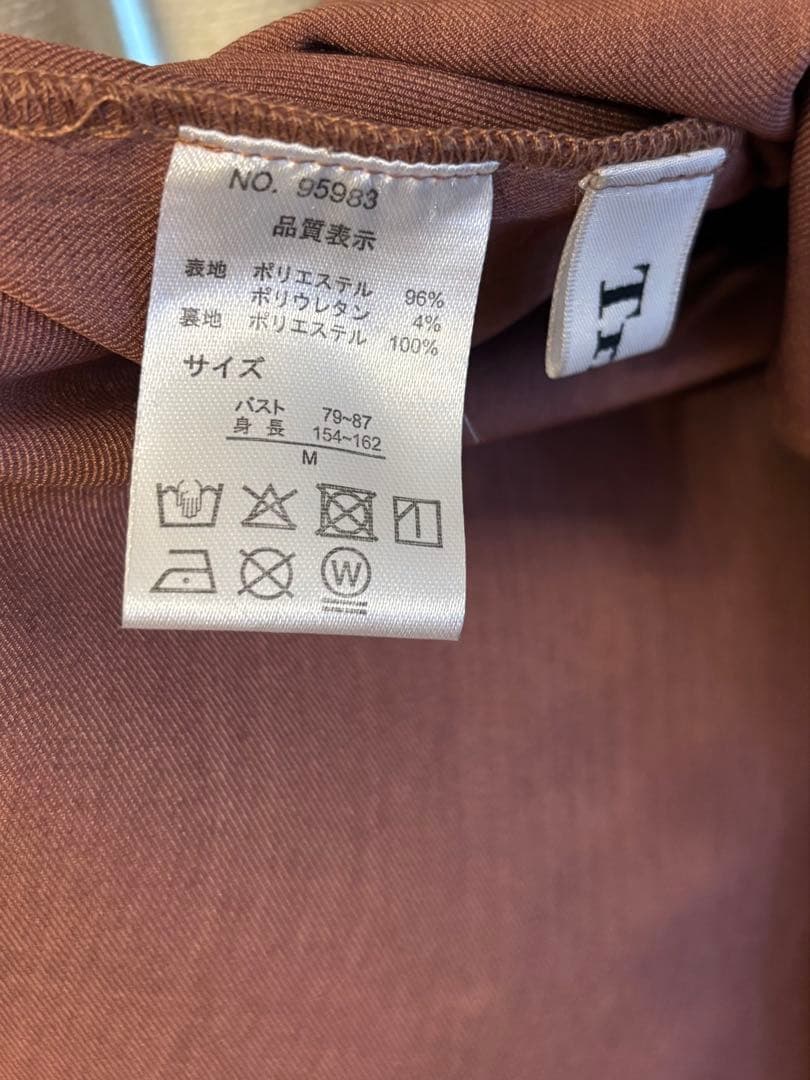 NO. 95983
品質表示
表地 ポリエステル 96%
ポリウレタン 4%
裏地 ポリエステル 100%
サイズ
バスト 79~87
身長 154~162
M
W
Tr